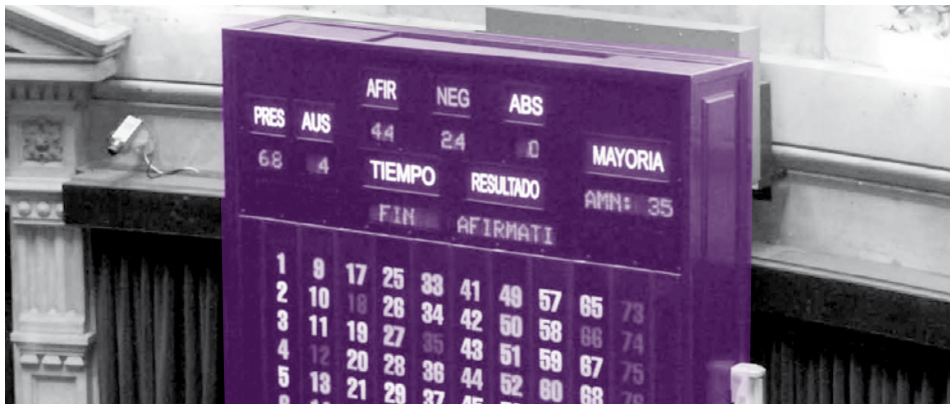 AFIR NEG ABS
PRES AUS 44 24 0 MAYORIA
68 4 TIEMPO RESULTADO AMN: 35
FIN AFIRMATI
1 9 17 25 33 41 49 57 65 73
2 10 18 26 34 42 50 58 66 74
3 11 19 27 35 43 51 59 67 75
4 12 20 28 36 44 52 60 68 76
5 13 21 29 37 45